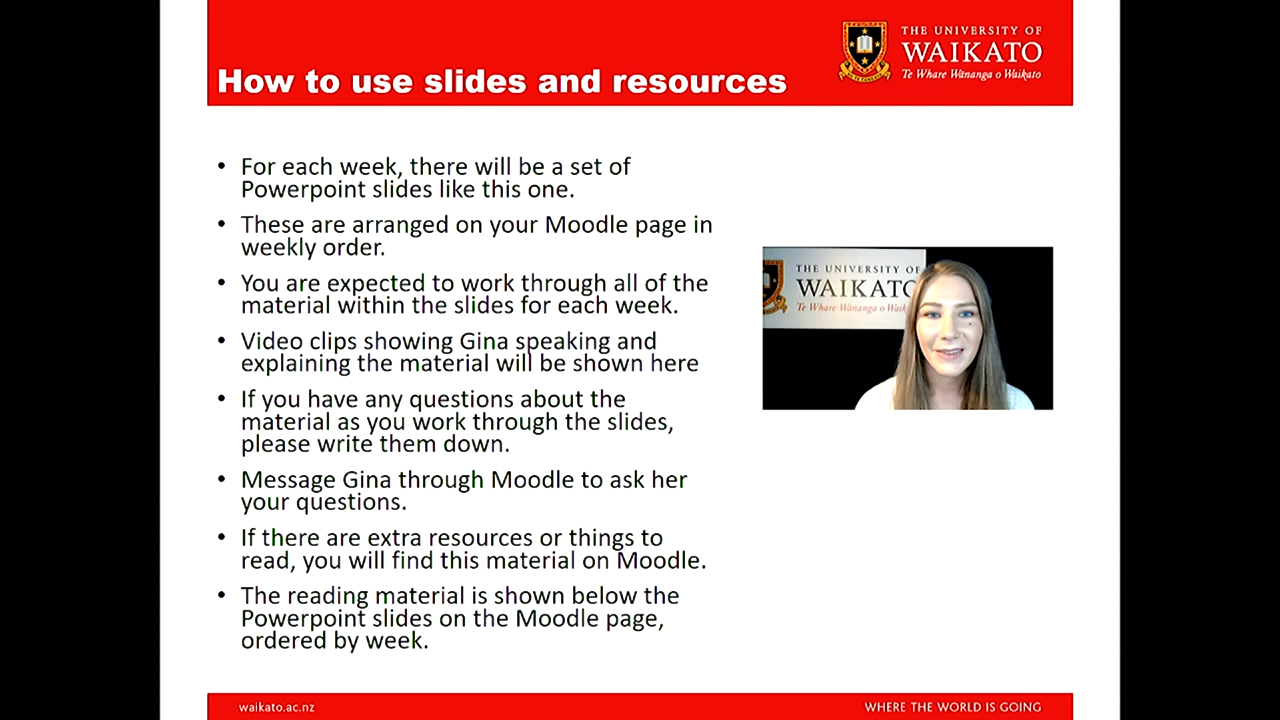 THE UNIVERSITY OF
WAIKATO
Te Whare Wānanga o Waikato
How to use slides and resources
• For each week, there will be a set of
Powerpoint slides like this one.
• These are arranged on your Moodle page in
weekly order.
• You are expected to work through all of the
material within the slides for each week.
• Video clips showing Gina speaking and
explaining the material will be shown here
• If you have any questions about the
material as you work through the slides,
please write them down.
• Message Gina through Moodle to ask her
your questions.
• If there are extra resources or things to
read, you will find this material on Moodle.
• The reading material is shown below the
Powerpoint slides on the Moodle page,
ordered by week.
THE UNIVERSITY OF
WAIKATO
Te Whare Wānanga o Waik
waikato.ac.nz
WHERE THE WORLD IS GOING